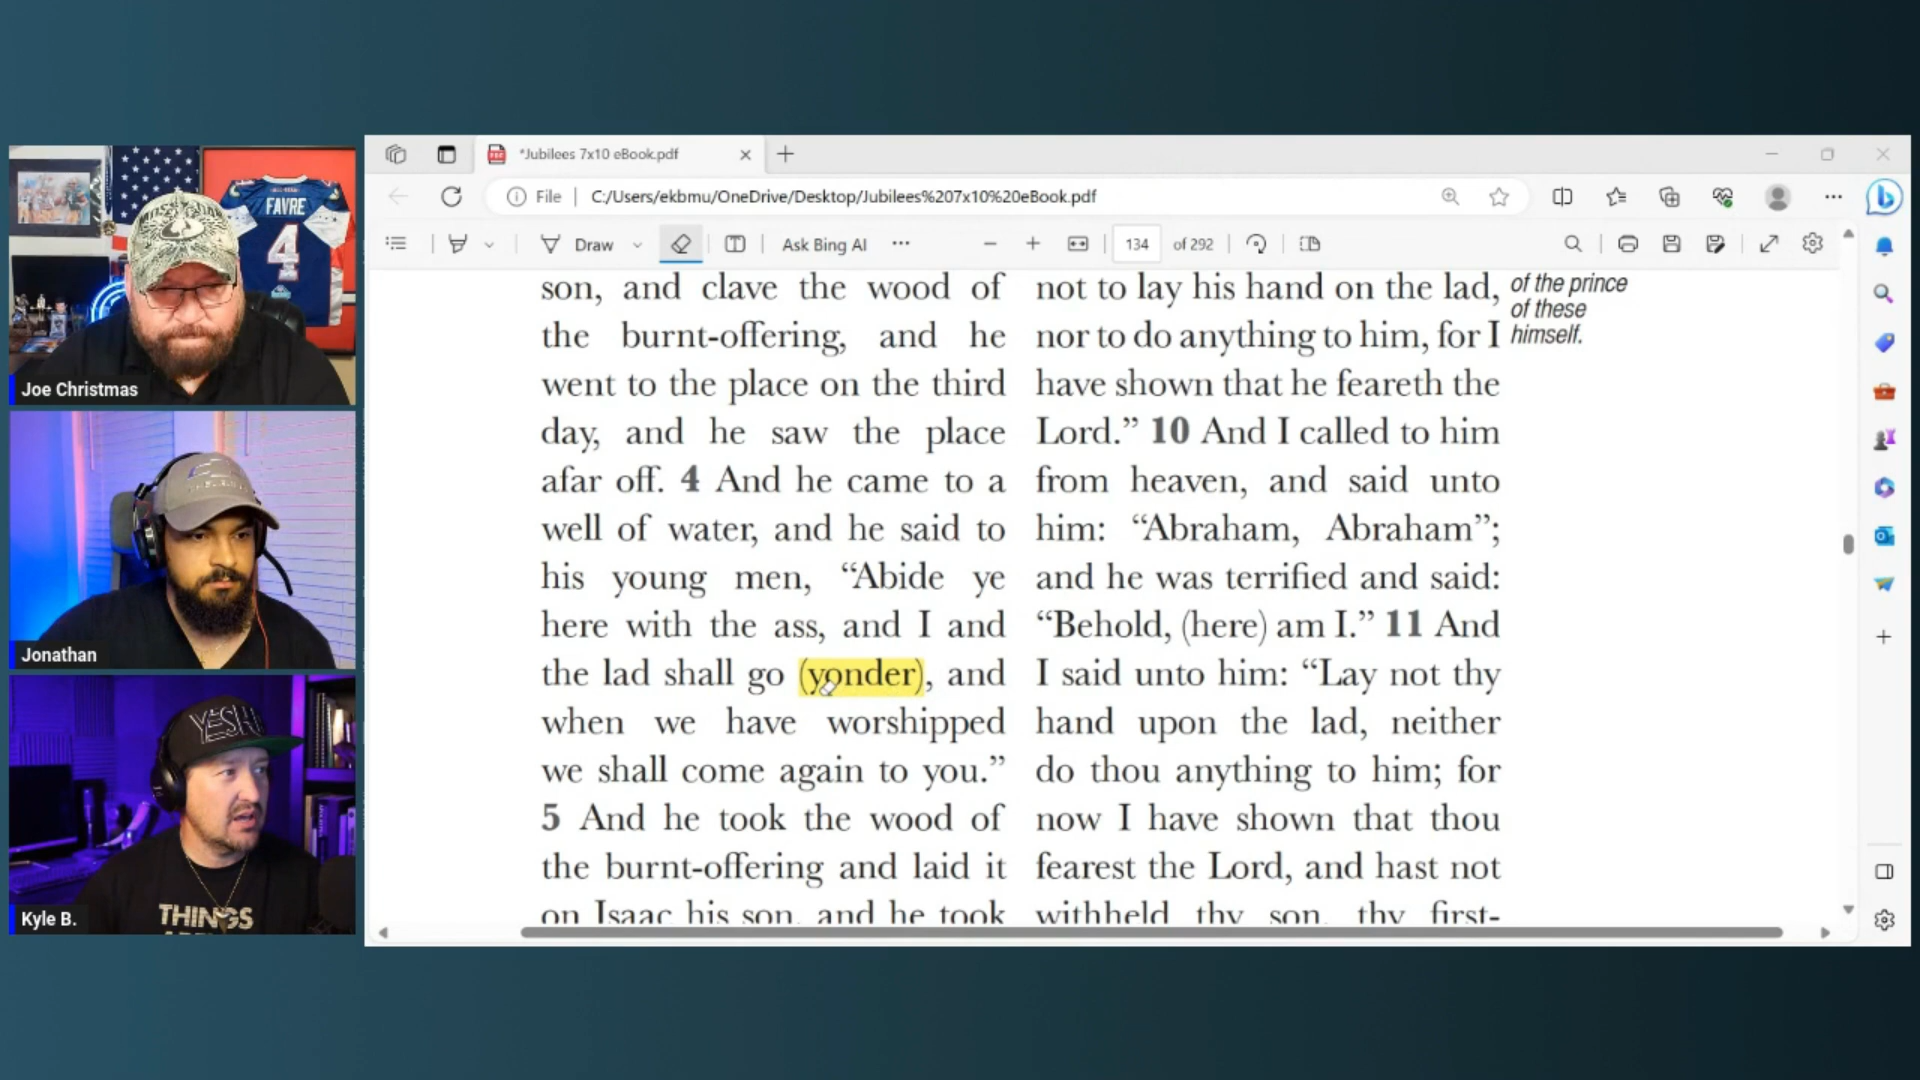 FAVRE
4
Joe Christmas
Jonathan
THINGS
Kyle B.
*Jubilees 7x10 eBook.pdf
File
C:/Users/ekbmu/OneDrive/Desktop/Jubilees%207x10%20eBook.pdf
Draw
Ask Bing AI
134 of 292
son, and clave the wood of
the burnt-offering, and he
went to the place on the third
day, and he saw the place
afar off. 4 And he came to a
well of water, and he said to
his young men, “Abide ye
here with the ass, and I and
the lad shall go (yonder), and
when we have worshipped
we shall come again to you.”
5 And he took the wood of
the burnt-offering and laid it
on Isaac his son, and he took
not to lay his hand on the lad,
nor to do anything to him, for I
have shown that he feareth the
Lord.” 10 And I called to him
from heaven, and said unto
him: “Abraham, Abraham”;
and he was terrified and said:
“Behold, (here) am I.” 11 And
I said unto him: “Lay not thy
hand upon the lad, neither
do thou anything to him; for
now I have shown that thou
fearest the Lord, and hast not
withheld thy son, thy first-
of the prince
of these
himself.